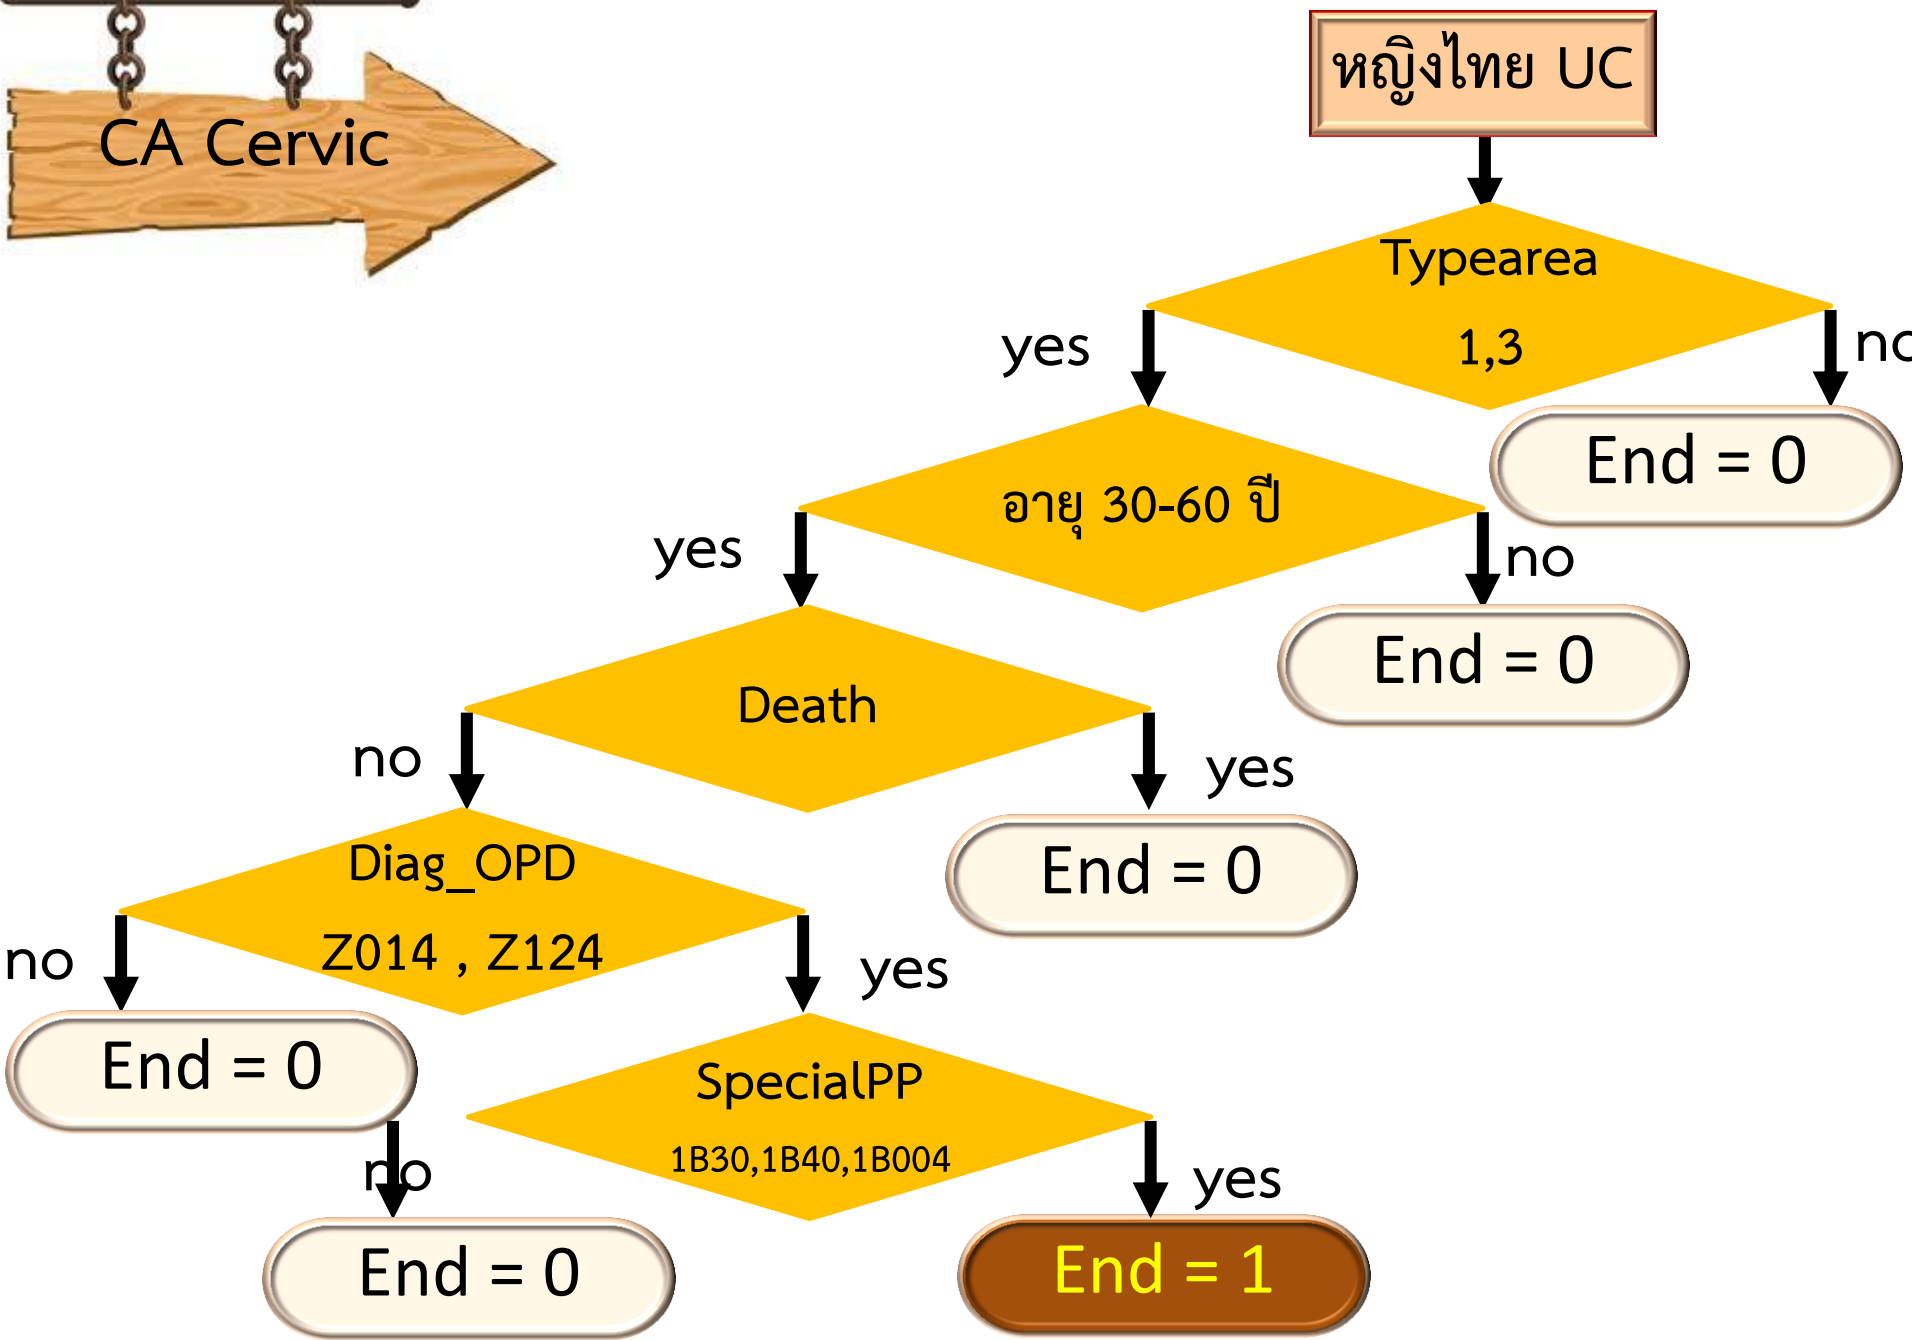 CA Cervic
หญิงไทย UC
Typearea
1,3
yes
no
End = 0
อายุ 30-60 ปี
yes
no
End = 0
Death
no
yes
End = 0
Diag_OPD
Z014 , Z124
no
yes
End = 0
SpecialPP
1B30,1B40,1B004
no
yes
End = 0
End = 1